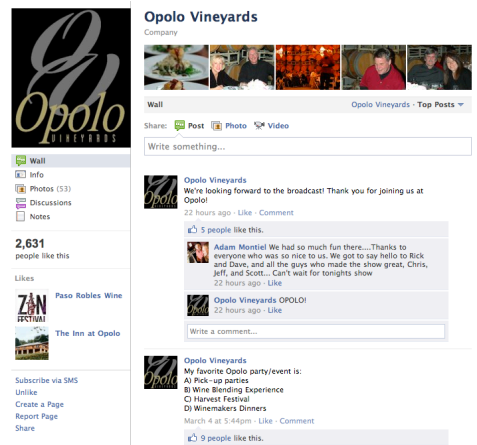 Opolo
VINEYARDS
Wall
Info
Photos (53)
Discussions
Notes
2,631
people like this
Likes
ZIN
FESTIVAL
Paso Robles Wine
The Inn at Opolo
Subscribe via SMS
Unlike
Create a Page
Report Page
Share
Opolo Vineyards
Company
Wall
Opolo Vineyards · Top Posts
Share: Post Photo Video
Write something...
Opolo
Opolo Vineyards
We're looking forward to the broadcast! Thank you for joining us at
Opolo!
22 hours ago · Like · Comment
5 people like this.
Adam Montiel We had so much fun there....Thanks to
everyone who was so nice to us. We got to say hello to Rick
and Dave, and all the guys who made the show great, Chris,
Jeff, and Scott... Can't wait for tonights show
22 hours ago · Like
Opolo
Opolo Vineyards OPOLO!
22 hours ago · Like
Write a comment...
Opolo
Opolo Vineyards
My favorite Opolo party/event is:
A) Pick-up parties
B) Wine Blending Experience
C) Harvest Festival
D) Winemakers Dinners
March 4 at 5:44pm · Like · Comment
9 people like this.